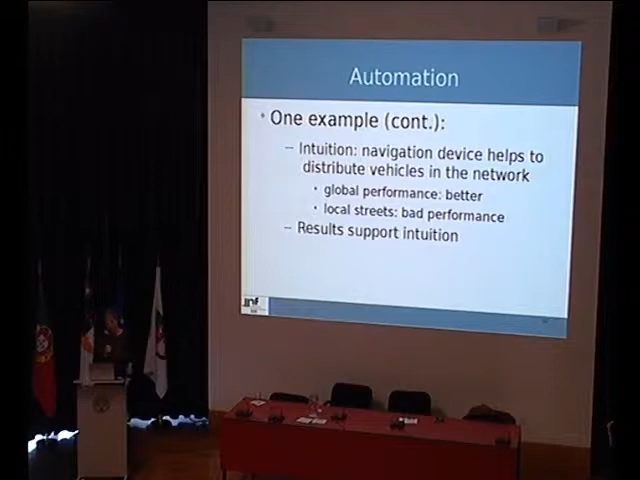 Automation
• One example (cont.):
– Intuition: navigation device helps to
distribute vehicles in the network
• global performance: better
• local streets: bad performance
– Results support intuition
inf